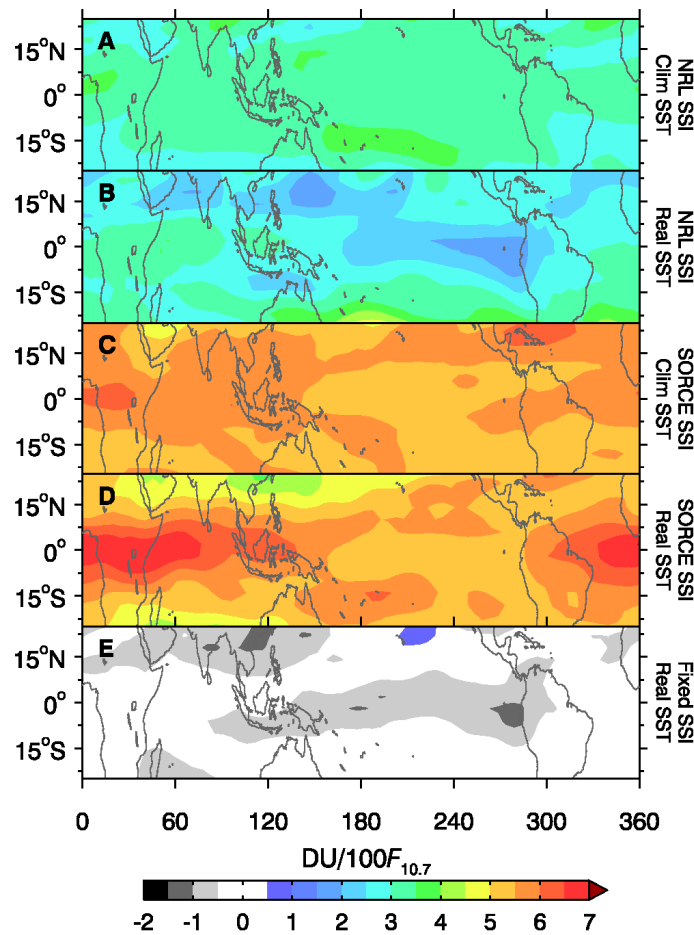 A
15°N
0°
15°S
NRL SSI
Clim SST
B
15°N
0°
15°S
NRL SSI
Real SST
C
15°N
0°
15°S
SORCE SSI
Clim SST
D
15°N
0°
15°S
SORCE SSI
Real SST
E
15°N
0°
15°S
Fixed SSI
Real SST
0 60 120 180 240 300 360
DU/100F10.7
-2 -1 0 1 2 3 4 5 6 7